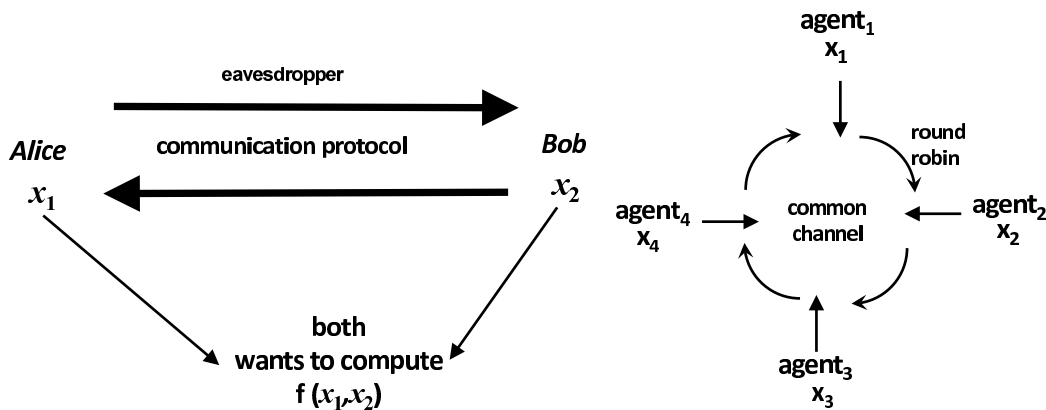 eavesdropper
communication protocol
Alice
x₁
Bob
x₂
both
wants to compute
f (x₁,x₂)
agent₁
x₁
round
robin
agent₂
x₂
common
channel
agent₄
x₄
agent₃
x₃